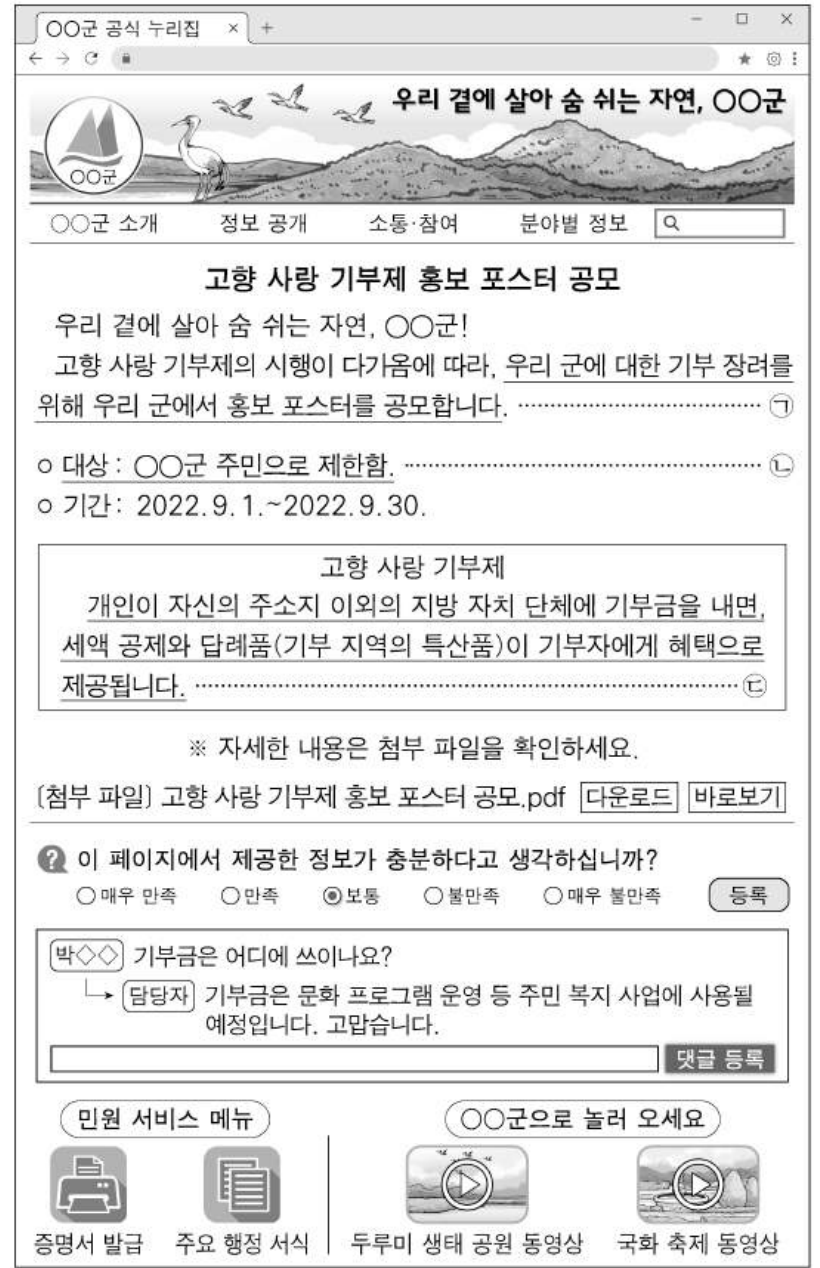 ○○군 공식 누리집
우리 곁에 살아 숨 쉬는 자연, ○○군
○○군
○○군 소개 정보 공개 소통·참여 분야별 정보
고향 사랑 기부제 홍보 포스터 공모
우리 곁에 살아 숨 쉬는 자연, ○○군!
고향 사랑 기부제의 시행이 다가옴에 따라, 우리 군에 대한 기부 장려를
위해 우리 군에서 홍보 포스터를 공모합니다. ································ ㉠
○ 대상 : ○○군 주민으로 제한함. ································ ㉡
○ 기간 : 2022. 9. 1.~2022. 9. 30.
고향 사랑 기부제
개인이 자신의 주소지 이외의 지방 자치 단체에 기부금을 내면,
세액 공제와 답례품(기부 지역의 특산품)이 기부자에게 혜택으로
제공됩니다. ································ ㉢
※ 자세한 내용은 첨부 파일을 확인하세요.
〔첨부 파일〕 고향 사랑 기부제 홍보 포스터 공모.pdf 다운로드 바로보기
? 이 페이지에서 제공한 정보가 충분하다고 생각하십니까?
○매우 만족 ○만족 ◉보통 ○불만족 ○매우 불만족 등록
박◇◇ 기부금은 어디에 쓰이나요?
담당자 기부금은 문화 프로그램 운영 등 주민 복지 사업에 사용될
예정입니다. 고맙습니다.
댓글 등록
민원 서비스 메뉴 ○○군으로 놀러 오세요
증명서 발급 주요 행정 서식 두루미 생태 공원 동영상 국화 축제 동영상